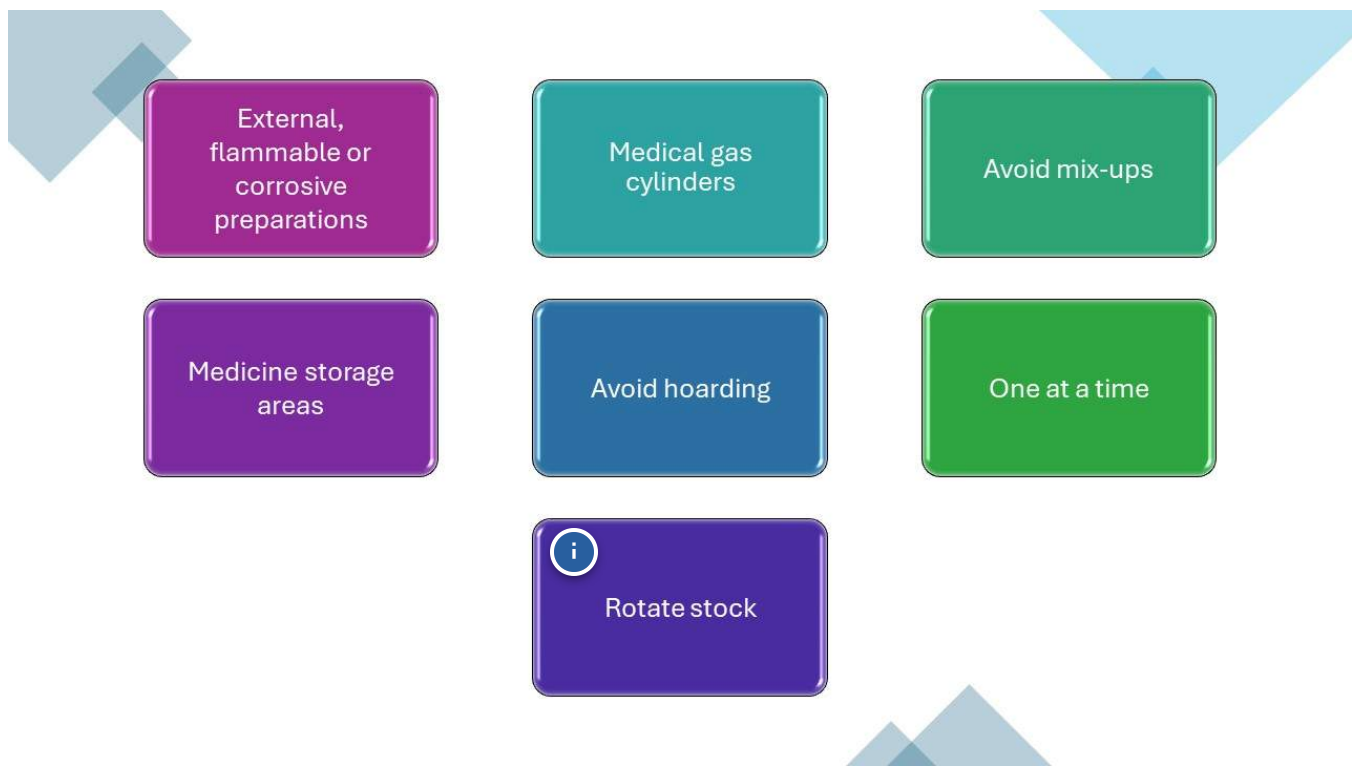 External,
flammable or
corrosive
preparations
Medical gas
cylinders
Avoid mix-ups
Medicine storage
areas
Avoid hoarding
One at a time
i
Rotate stock